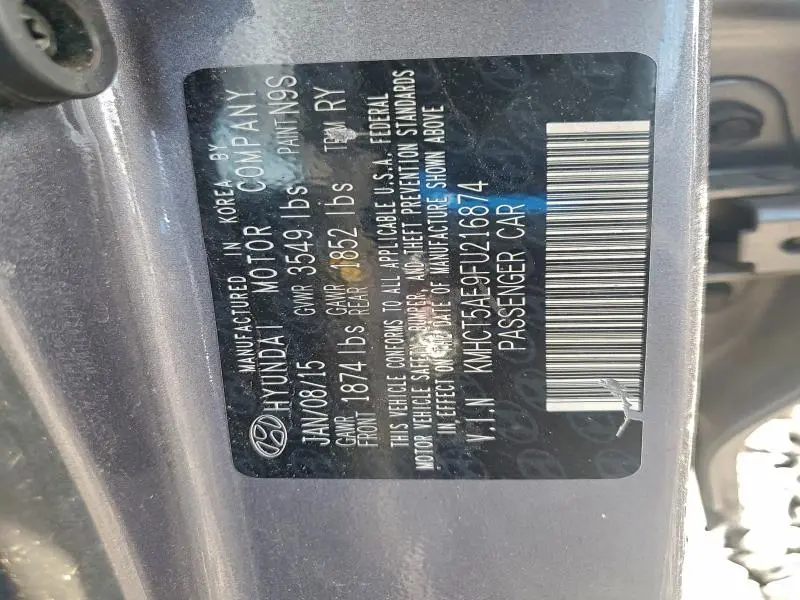 MANUFACTURED IN KOREA BY
HYUNDAI MOTOR COMPANY
JAN/08/15 GVWR 3549 lbs PAINT N9S
GAWR FRONT 1874 lbs GAWR REAR 1852 lbs TRIM RY
THIS VEHICLE CONFORMS TO ALL APPLICABLE U.S.A. FEDERAL
MOTOR VEHICLE SAFETY, BUMPER, AND THEFT PREVENTION STANDARDS
IN EFFECT ON THE DATE OF MANUFACTURE SHOWN ABOVE
V.I.N KMHCT5AE9FU216874
PASSENGER CAR